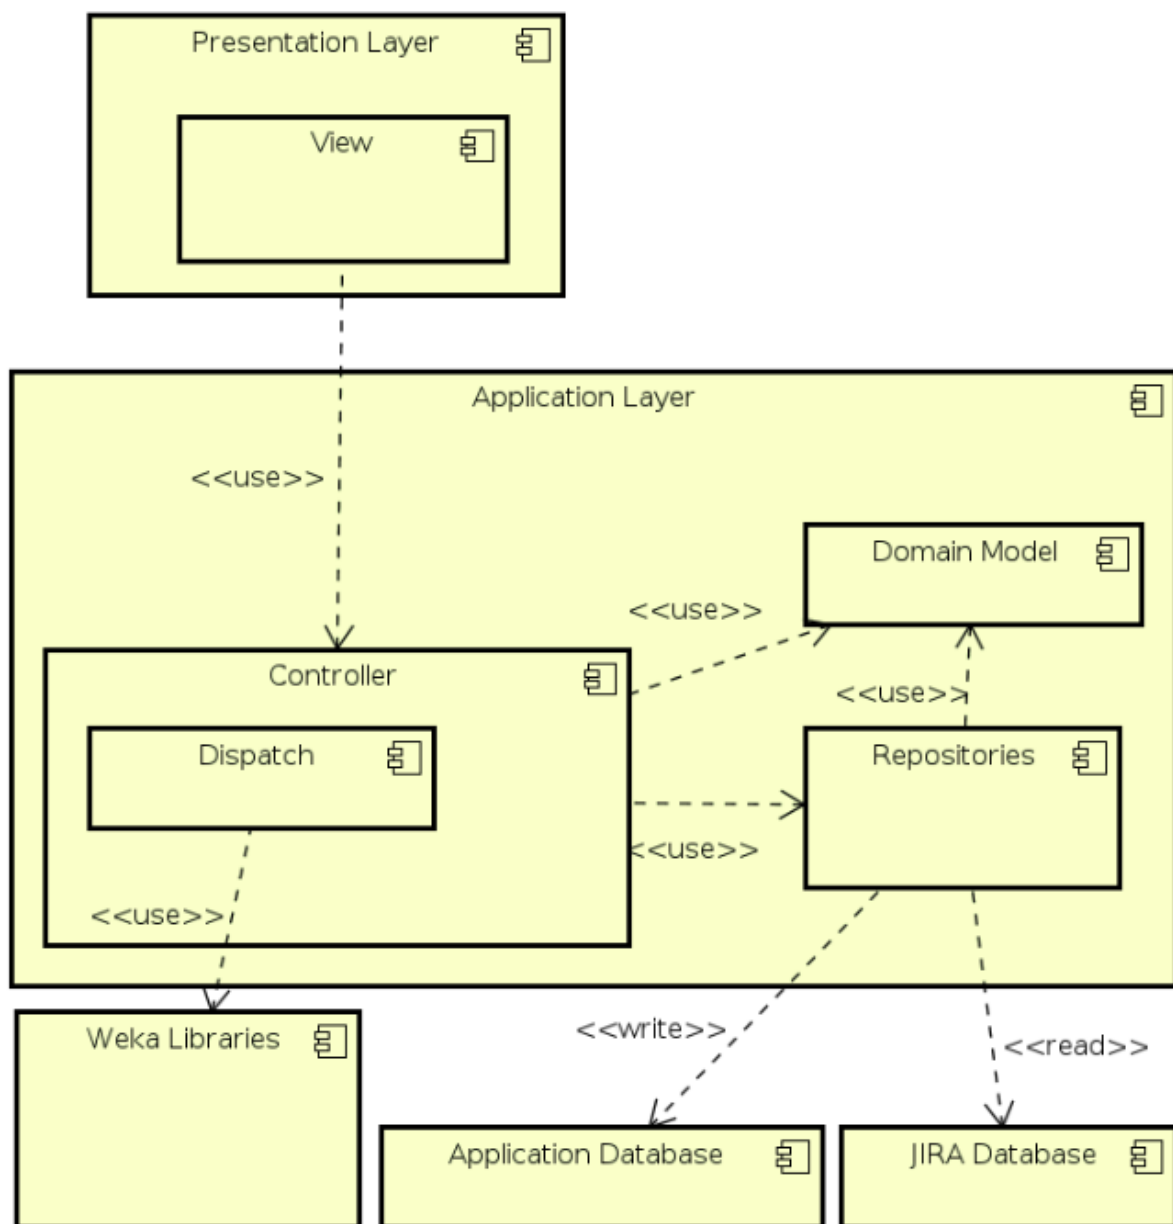 Presentation Layer
View
Application Layer
<<use>>
Domain Model
<<use>>
Controller
<<use>>
Dispatch
Repositories
<<use>>
<<use>>
Weka Libraries
<<write>>
<<read>>
Application Database
JIRA Database